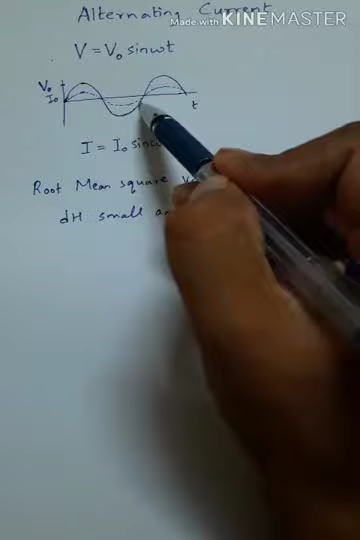 Alternating Current
Made with KINEMASTER
V = V₀ sinωt
V₀
I₀
t
I = I₀ sin
Root Mean square
dH small